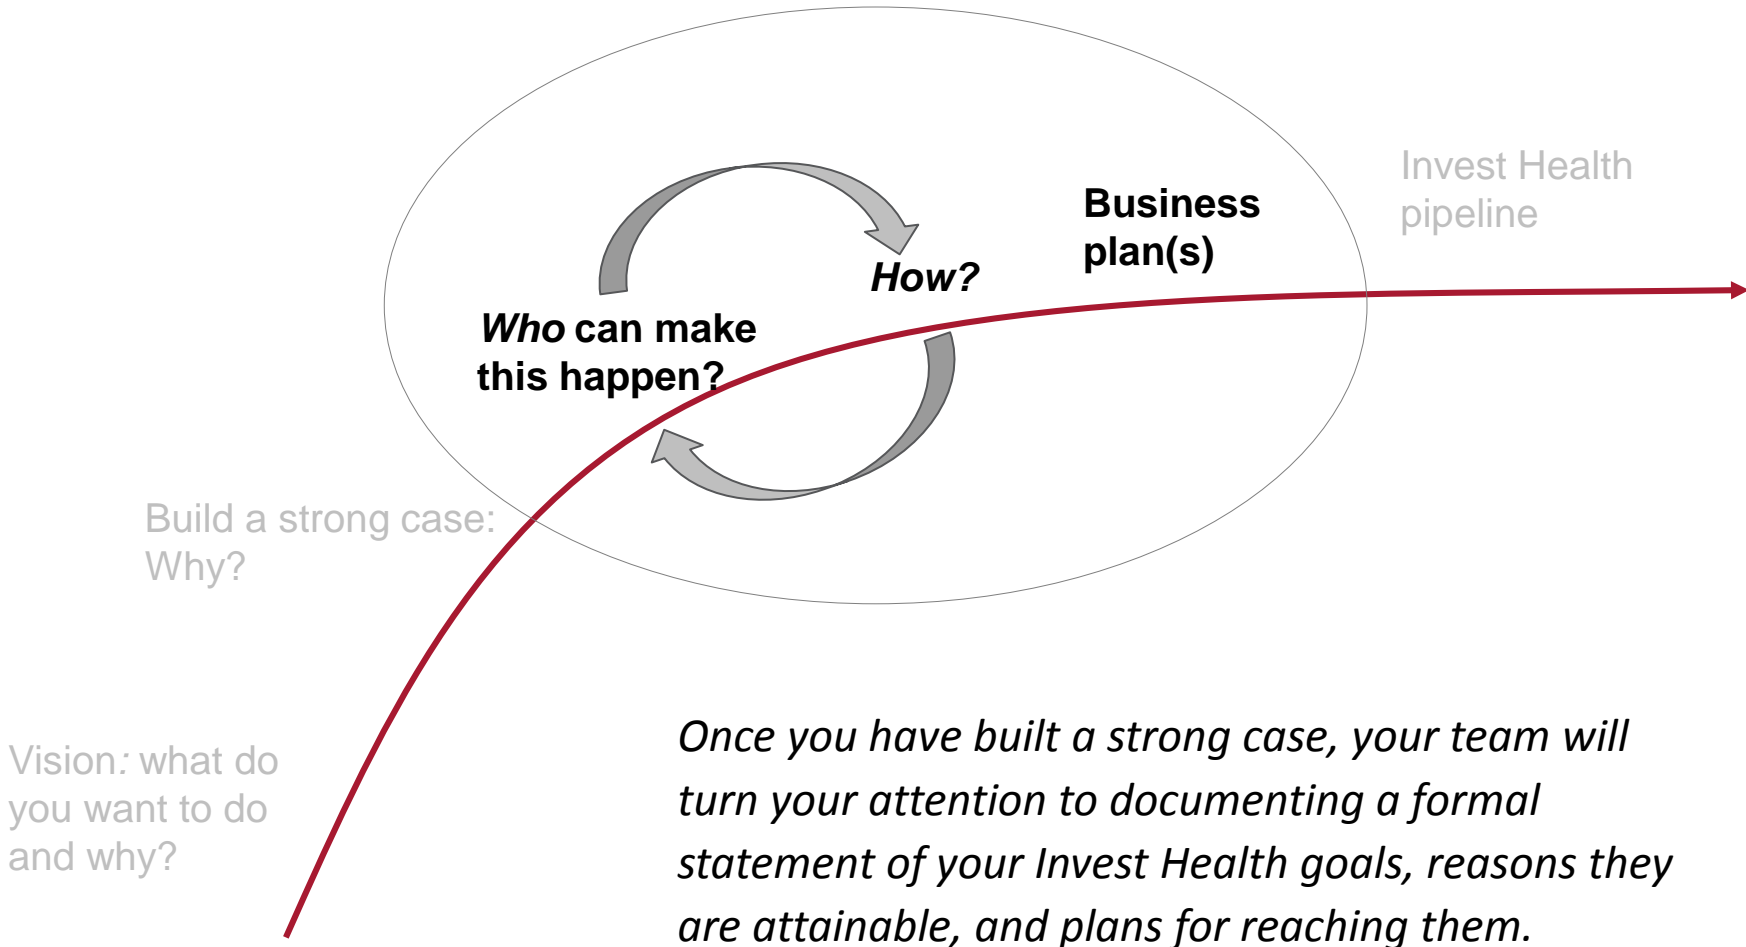 Invest Health
pipeline
Business
plan(s)
How?
Who can make
this happen?
Build a strong case:
Why?
Vision: what do
you want to do
and why?
Once you have built a strong case, your team will
turn your attention to documenting a formal
statement of your Invest Health goals, reasons they
are attainable, and plans for reaching them.